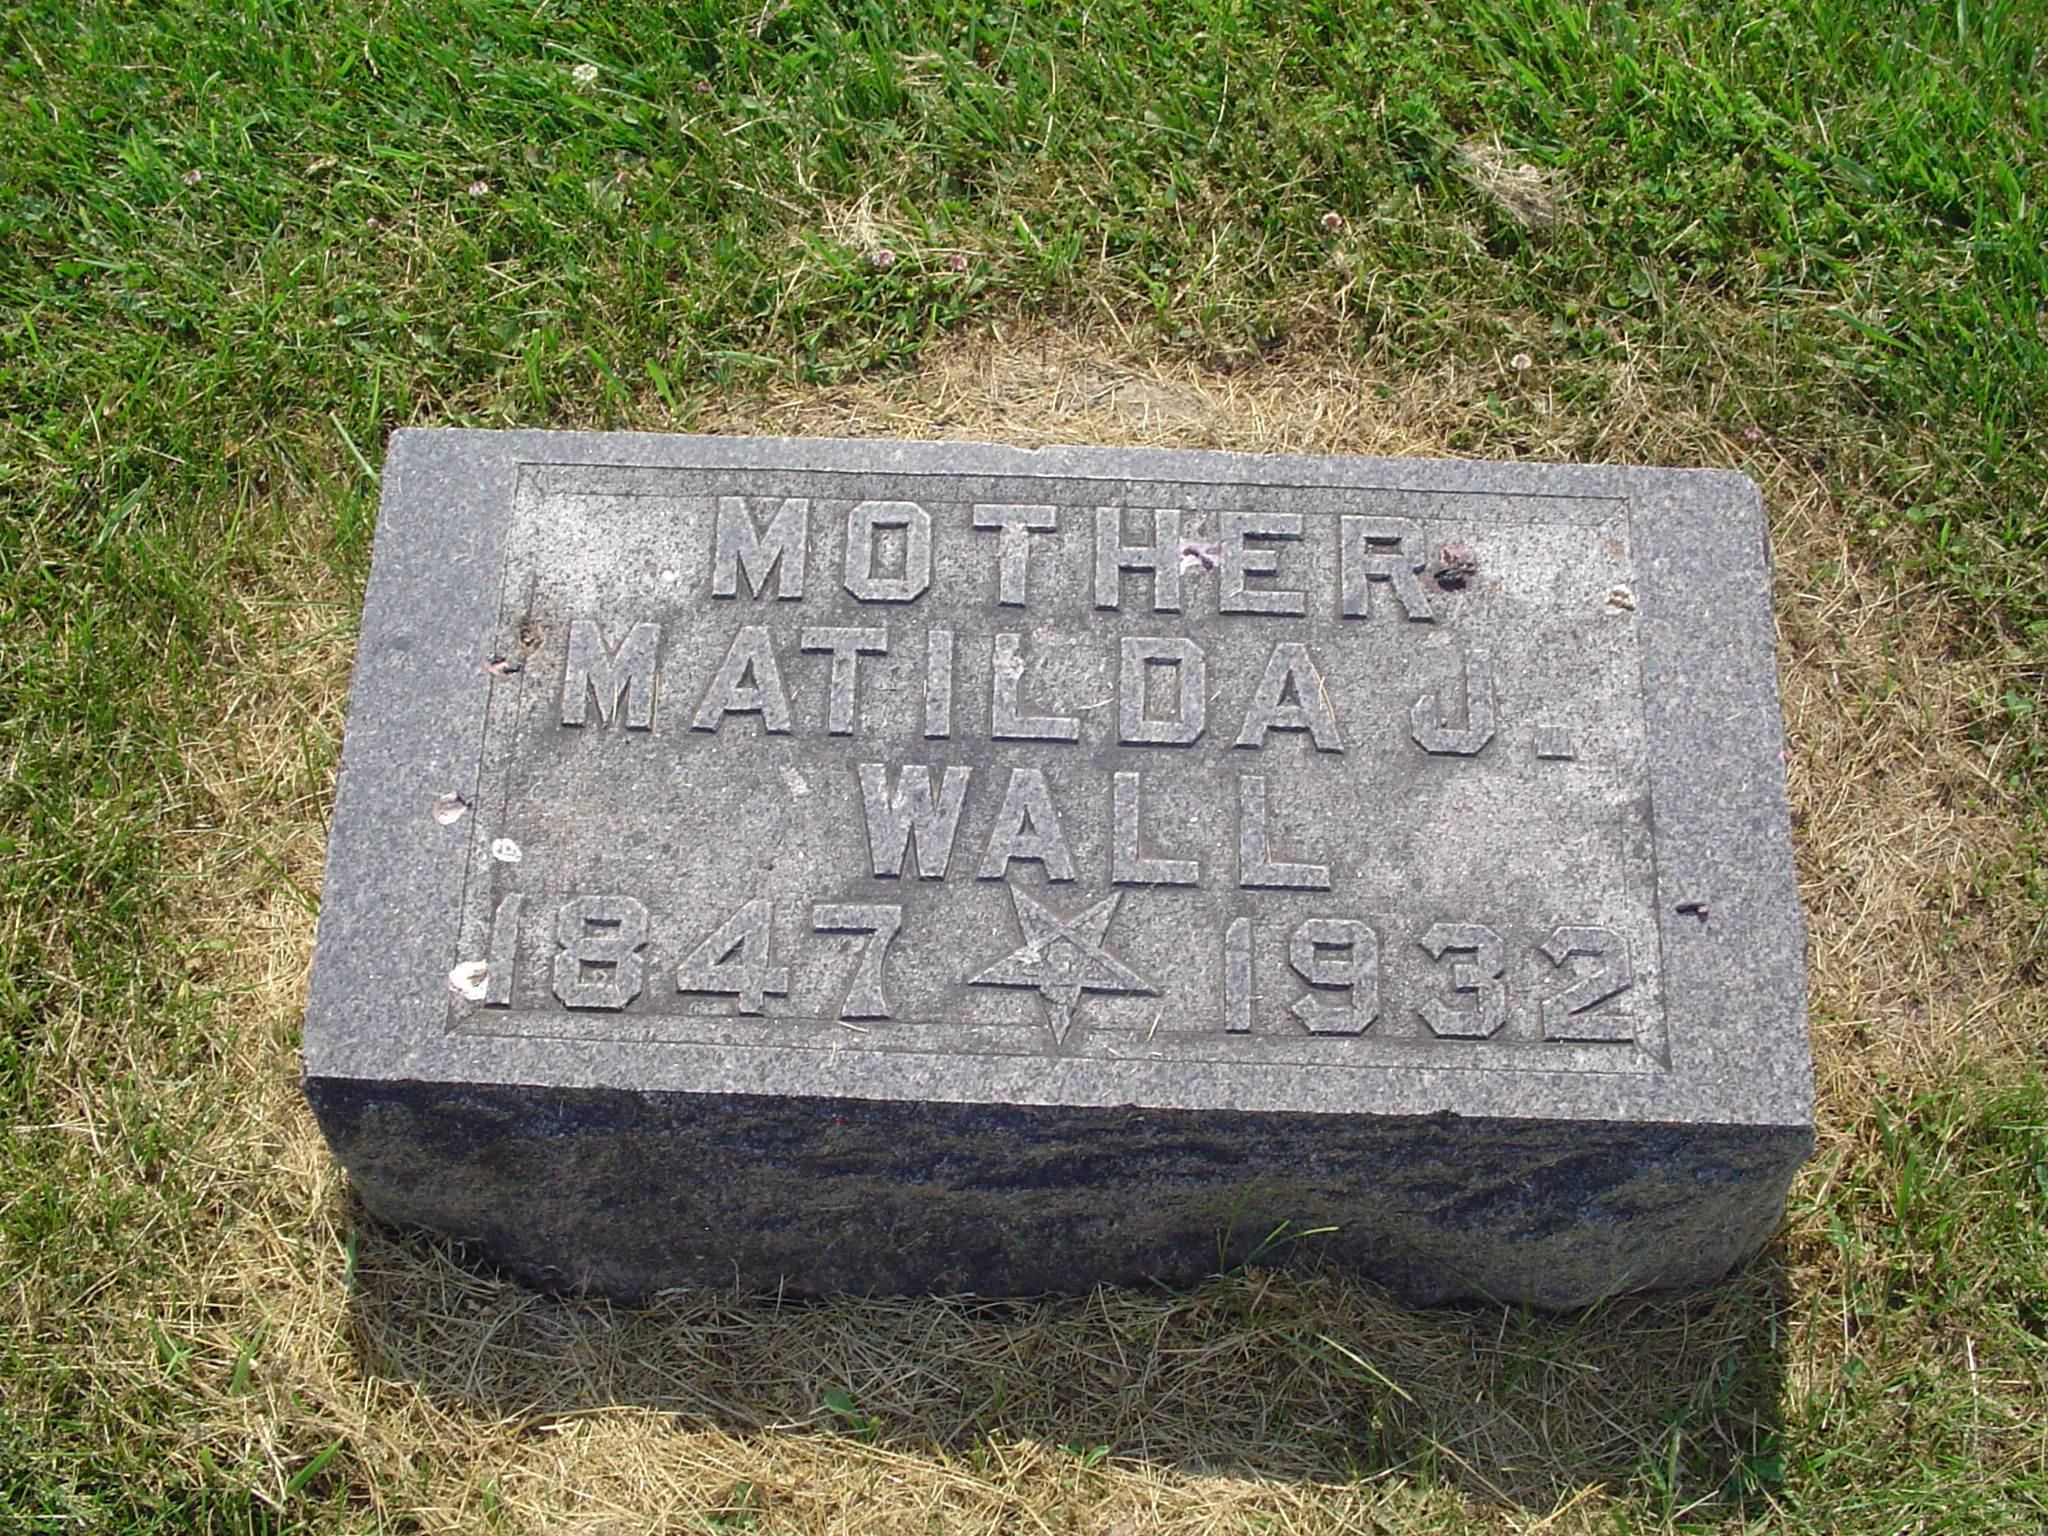 MOTHER
MATILDA J.
WALL
1847 1932